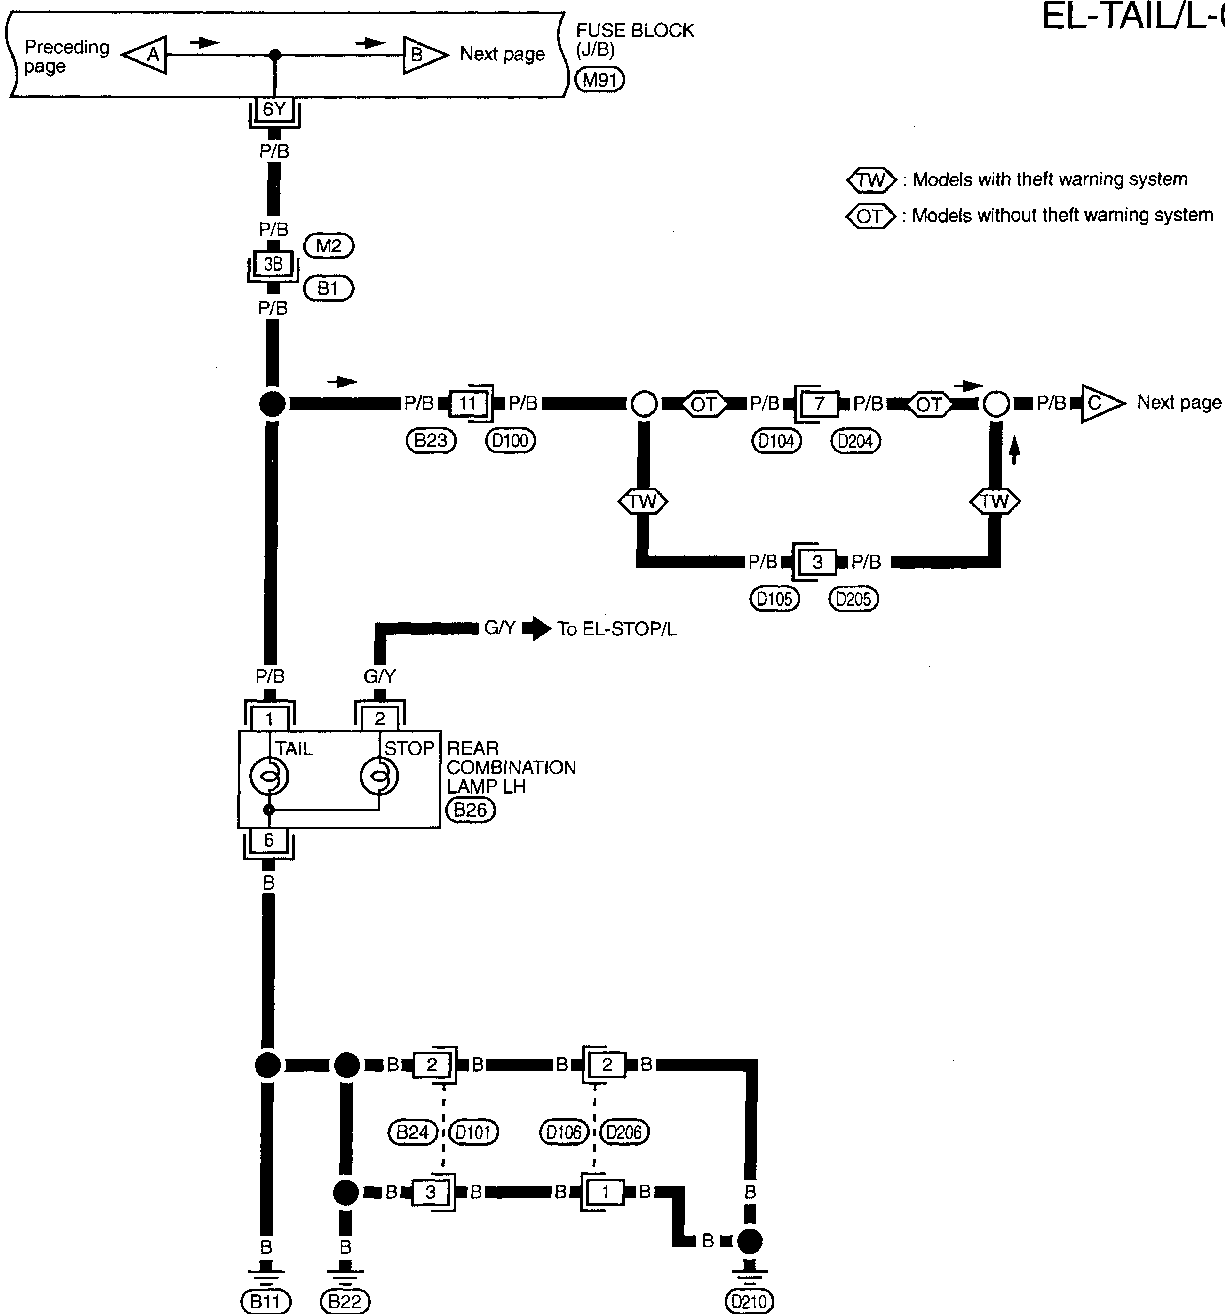 EL-TAIL/L-
FUSE BLOCK
(J/B)
M91
Preceding
page
A
B
Next page
6Y
P/B
TW : Models with theft warning system
OT : Models without theft warning system
P/B
M2
3B
B1
P/B
P/B 11 P/B OT P/B 7 P/B OT P/B C Next page
B23 D100 D104 D204
TW TW
P/B 3 P/B
D105 D205
G/Y To EL-STOP/L
P/B G/Y
1 2
TAIL STOP REAR
COMBINATION
LAMP LH
B26
6
B
B 2 B B 2 B
B24 D101 D106 D206
B 3 B B 1 B B
B B B
B11 B22 D210